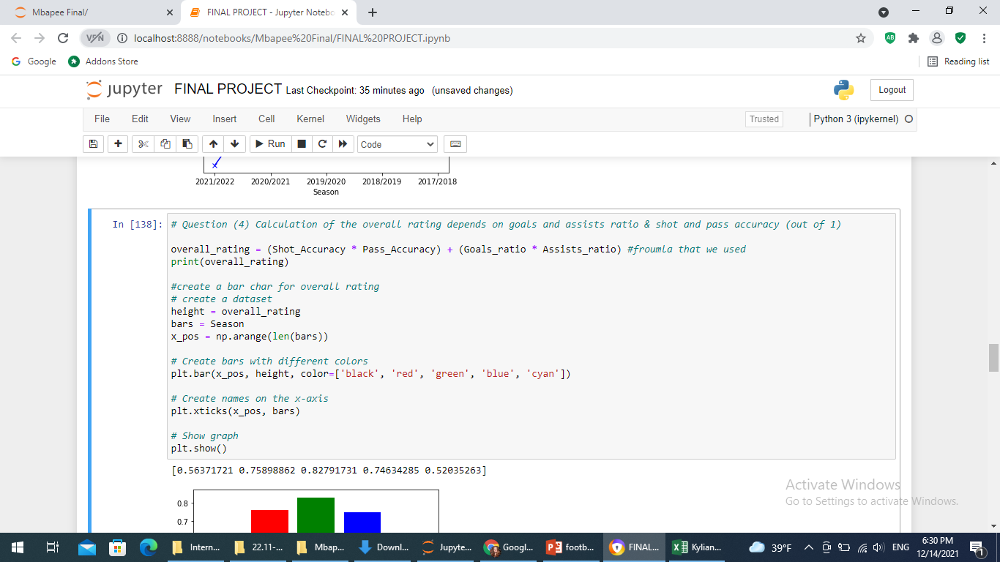 Mbapee Final/
FINAL PROJECT - Jupyter Notebo
VPN
localhost:8888/notebooks/Mbapee%20Final/FINAL%20PROJECT.ipynb
AB
Google
Addons Store
Reading list
jupyter FINAL PROJECT Last Checkpoint: 35 minutes ago (unsaved changes)
Logout
File Edit View Insert Cell Kernel Widgets Help
Trusted
Python 3 (ipykernel)
Run
Code
2021/2022 2020/2021 2019/2020 2018/2019 2017/2018
Season
In [138]:
# Question (4) Calculation of the overall rating depends on goals and assists ratio & shot and pass accuracy (out of 1)
overall_rating = (Shot_Accuracy * Pass_Accuracy) + (Goals_ratio * Assists_ratio) #froumla that we used
print(overall_rating)
#create a bar char for overall rating
# create a dataset
height = overall_rating
bars = Season
x_pos = np.arange(len(bars))
# Create bars with different colors
plt.bar(x_pos, height, color=['black', 'red', 'green', 'blue', 'cyan'])
# Create names on the x-axis
plt.xticks(x_pos, bars)
# Show graph
plt.show()
[0.56371721 0.75898862 0.82791731 0.74634285 0.52035263]
0.8
0.7
Activate Windows
Go to Settings to activate Windows.
Intern...
22.11-...
Mbap...
Downl...
Jupyte...
Googl...
footb...
FINAL...
Kylian...
39°F
ENG
6:30 PM
12/14/2021
1